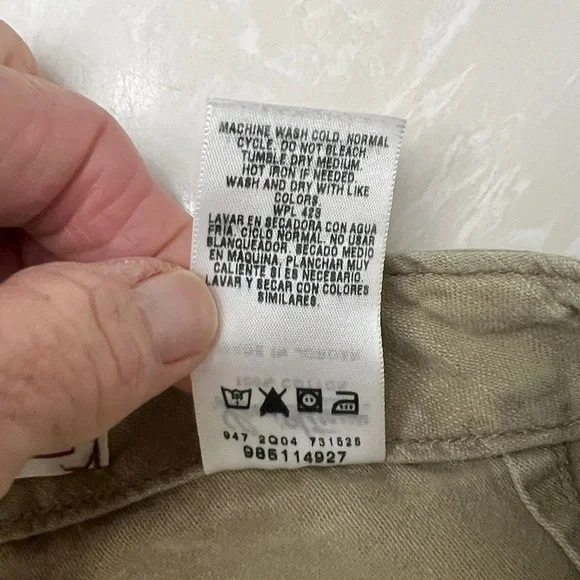 MACHINE WASH COLD, NORMAL
CYCLE, DO NOT BLEACH
TUMBLE DRY MEDIUM
HOT IRON IF NEEDED
WASH AND DRY WITH LIKE
COLORS.
WPL 423
LAVAR EN SECADORA CON AGUA
FRIA, CICLO NORMAL. NO USAR
BLANQUEADOR, SECADO MEDIO
EN MAQUINA, PLANCHAR MUY
CALIENTE SI ES NECESARIO.
LAVAR Y SECAR CON COLORES
SIMILARES.
947 2Q04 731525
985114927